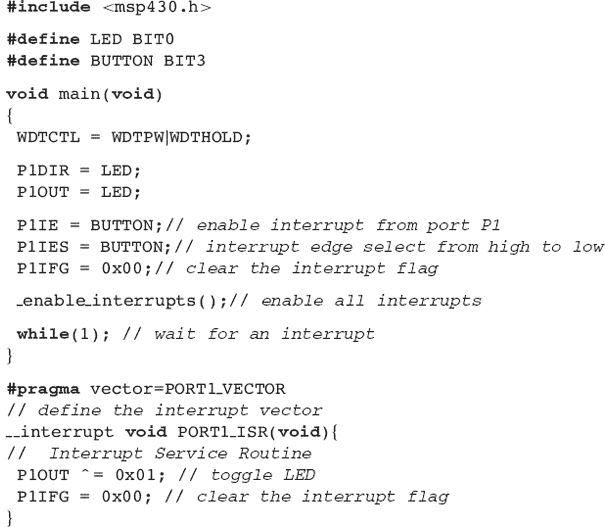 #include <msp430.h>
#define LED BIT0
#define BUTTON BIT3
void main(void)
{
WDTCTL = WDTPW|WDTHOLD;
P1DIR = LED;
P1OUT = LED;
P1IE = BUTTON;// enable interrupt from port P1
P1IES = BUTTON;// interrupt edge select from high to low
P1IFG = 0x00;// clear the interrupt flag
_enable_interrupts();// enable all interrupts
while(1); // wait for an interrupt
}
#pragma vector=PORT1_VECTOR
// define the interrupt vector
__interrupt void PORT1_ISR(void){
// Interrupt Service Routine
P1OUT ^= 0x01; // toggle LED
P1IFG = 0x00; // clear the interrupt flag
}